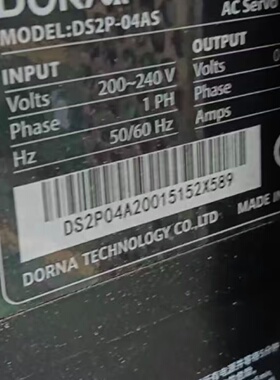 AC Servo
MODEL:DS2P-04AS
INPUT
Volts 200~240 V
Phase 1 PH
Hz 50/60 Hz
OUTPUT
Volts
Phase
Amps
DS2P04A20015152X589
DORNA TECHNOLOGY CO.,LTD
MADE IN